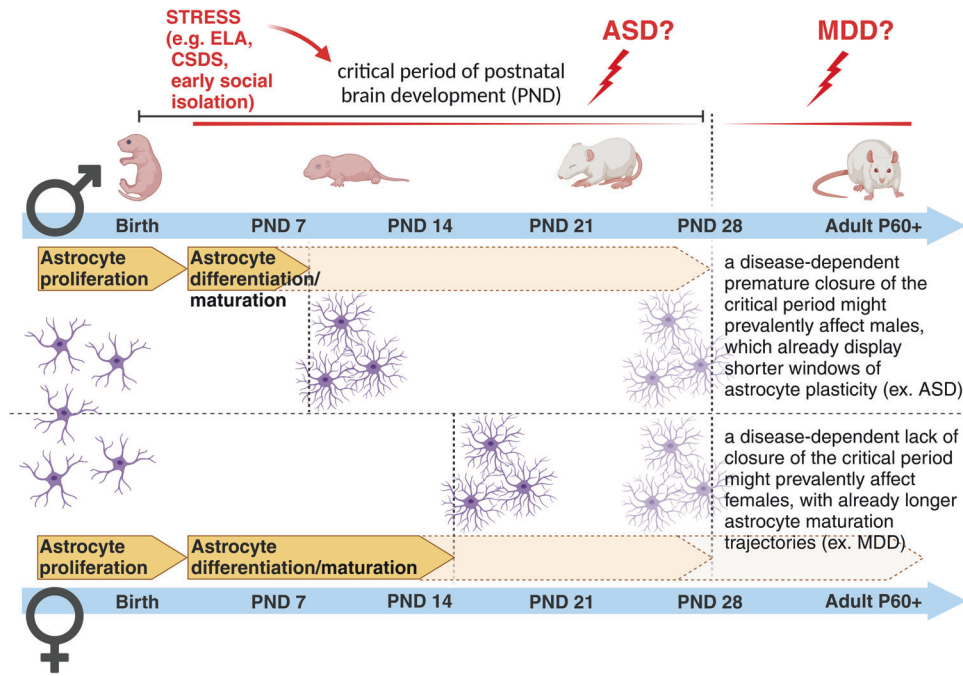 STRESS
(e.g. ELA,
CSDS,
early social
isolation)
critical period of postnatal
brain development (PND)
ASD?
MDD?
Birth
PND 7
PND 14
PND 21
PND 28
Adult P60+
Astrocyte
proliferation
Astrocyte
differentiation/
maturation
a disease-dependent
premature closure of the
critical period might
prevalently affect males,
which already display
shorter windows of
astrocyte plasticity (ex. ASD)
a disease-dependent lack of
closure of the critical period
might prevalently affect
females, with already longer
astrocyte maturation
trajectories (ex. MDD)
Astrocyte
proliferation
Astrocyte
differentiation/maturation
Birth
PND 7
PND 14
PND 21
PND 28
Adult P60+